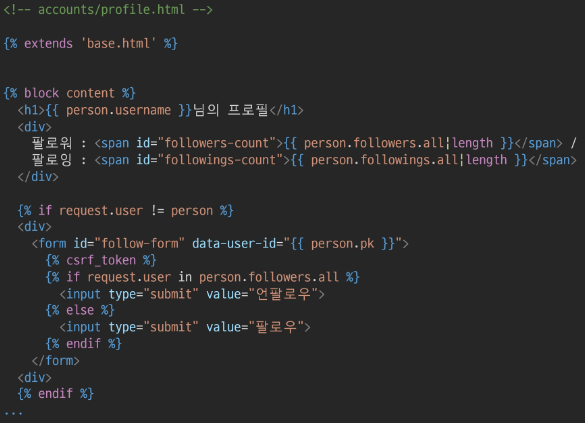 <!-- accounts/profile.html -->
{% extends 'base.html' %}
{% block content %}
<h1>{{ person.username }}님의 프로필</h1>
<div>
팔로워 : <span id="followers-count">{{ person.followers.all|length }}</span> /
팔로잉 : <span id="followings-count">{{ person.followings.all|length }}</span>
</div>
{% if request.user != person %}
<div>
<form id="follow-form" data-user-id="{{ person.pk }}">
{% csrf_token %}
{% if request.user in person.followers.all %}
<input type="submit" value="언팔로우">
{% else %}
<input type="submit" value="팔로우">
{% endif %}
</form>
<div>
{% endif %}
...